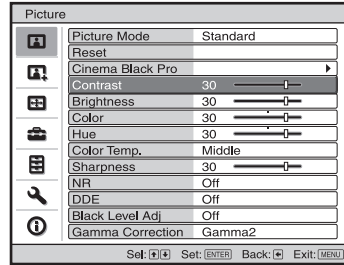 Picture
Picture Mode Standard
Reset
Cinema Black Pro
Contrast 30
Brightness 30
Color 30
Hue 30
Color Temp. Middle
Sharpness 30
NR Off
DDE Off
Black Level Adj Off
Gamma Correction Gamma2
Sel: Set: ENTER Back: Exit: MENU